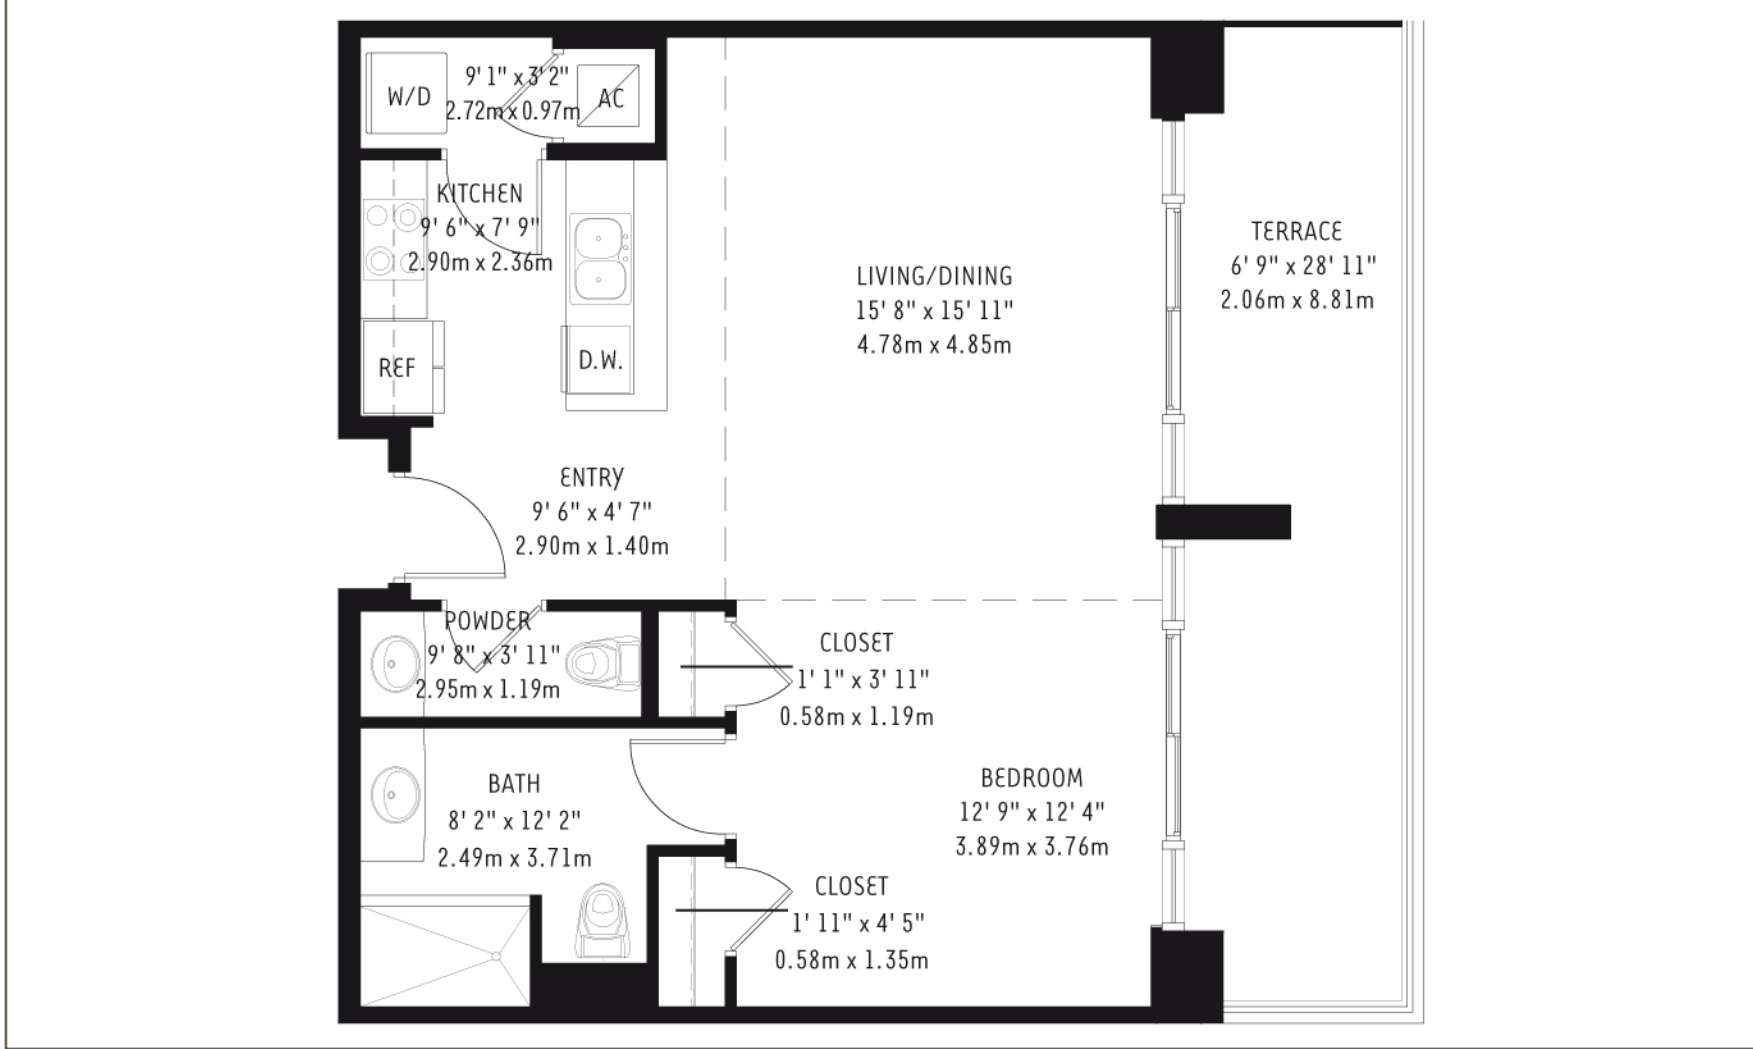 W/D
9' 1" x 3' 2"
2.72m x 0.97m
AC
KITCHEN
9' 6" x 7' 9"
2.90m x 2.36m
REF
D.W.
LIVING/DINING
15' 8" x 15' 11"
4.78m x 4.85m
TERRACE
6' 9" x 28' 11"
2.06m x 8.81m
ENTRY
9' 6" x 4' 7"
2.90m x 1.40m
POWDER
9' 8" x 3' 11"
2.95m x 1.19m
CLOSET
1' 1" x 3' 11"
0.58m x 1.19m
BATH
8' 2" x 12' 2"
2.49m x 3.71m
BEDROOM
12' 9" x 12' 4"
3.89m x 3.76m
CLOSET
1' 11" x 4' 5"
0.58m x 1.35m